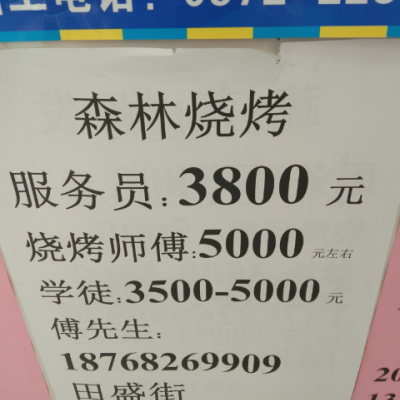 森林烧烤
服务员:3800元
烧烤师傅:5000元左右
学徒:3500-5000元
傅先生:
18768269909
田盛街
20
13